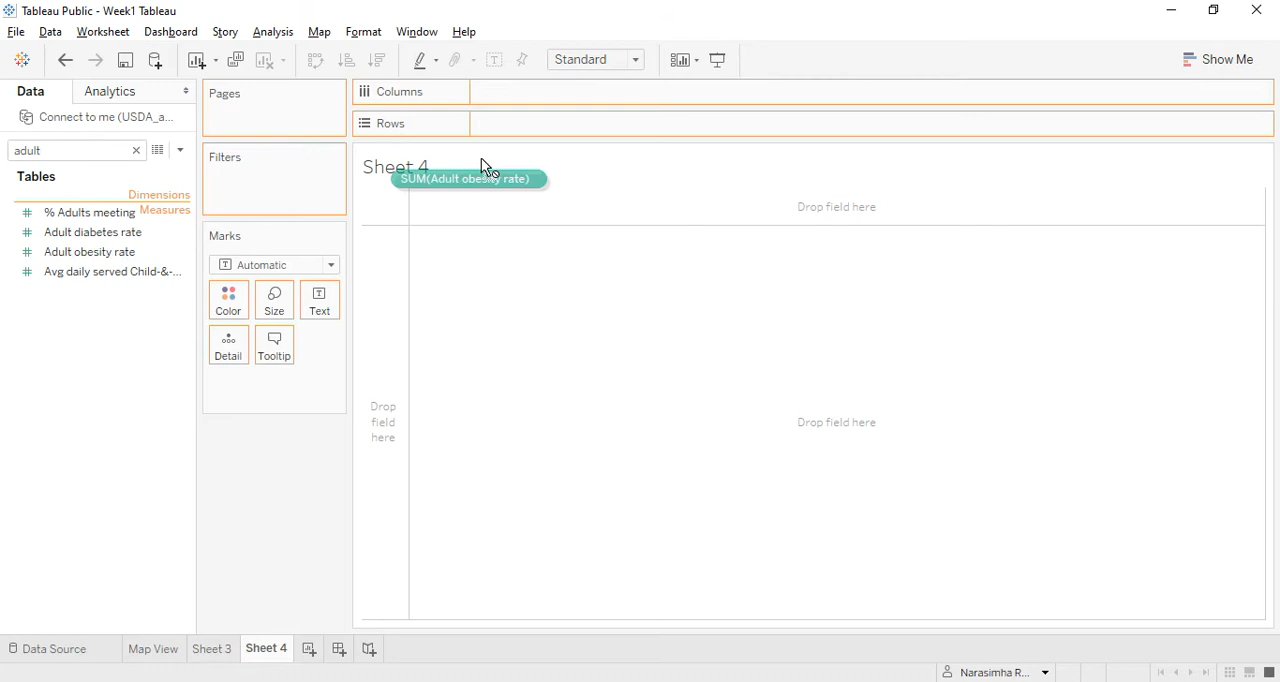 Tableau Public - Week1 Tableau
File Data Worksheet Dashboard Story Analysis Map Format Window Help
Standard
Show Me
Data Analytics
Pages
Columns
Connect to me (USDA_a...
Rows
adult
Filters
Sheet 4
Tables
SUM(Adult obesity rate)
Dimensions
% Adults meeting
Measures
Drop field here
Adult diabetes rate
Marks
Adult obesity rate
Automatic
Avg daily served Child-&-...
Color Size Text
Detail Tooltip
Drop field here
Drop field here
Data Source Map View Sheet 3 Sheet 4
Narasimha R...